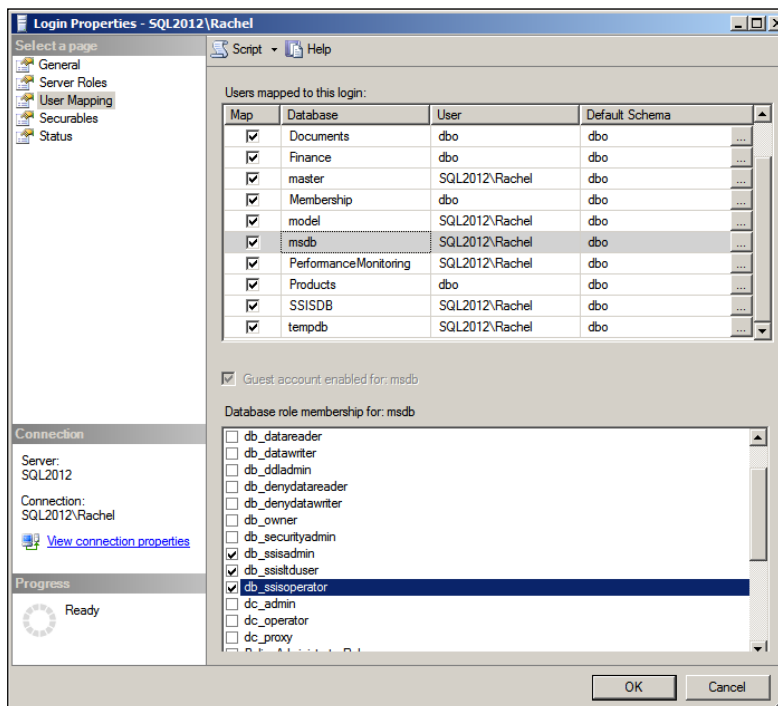 Login Properties - SQL2012\Rachel
Select a page
General
Server Roles
User Mapping
Securables
Status
Script Help
Users mapped to this login:
Map Database User Default Schema
Documents dbo dbo ...
Finance dbo dbo ...
master SQL2012\Rachel dbo ...
Membership dbo dbo ...
model SQL2012\Rachel dbo ...
msdb SQL2012\Rachel dbo ...
PerformanceMonitoring SQL2012\Rachel dbo ...
Products dbo dbo ...
SSISDB SQL2012\Rachel dbo ...
tempdb SQL2012\Rachel dbo ...
Guest account enabled for: msdb
Database role membership for: msdb
db_datareader
db_datawriter
db_ddladmin
db_denydatareader
db_denydatawriter
db_owner
db_securityadmin
db_ssisadmin
db_ssisltduser
db_ssisoperator
dc_admin
dc_operator
dc_proxy
Connection
Server:
SQL2012
Connection:
SQL2012\Rachel
View connection properties
Progress
Ready
OK Cancel